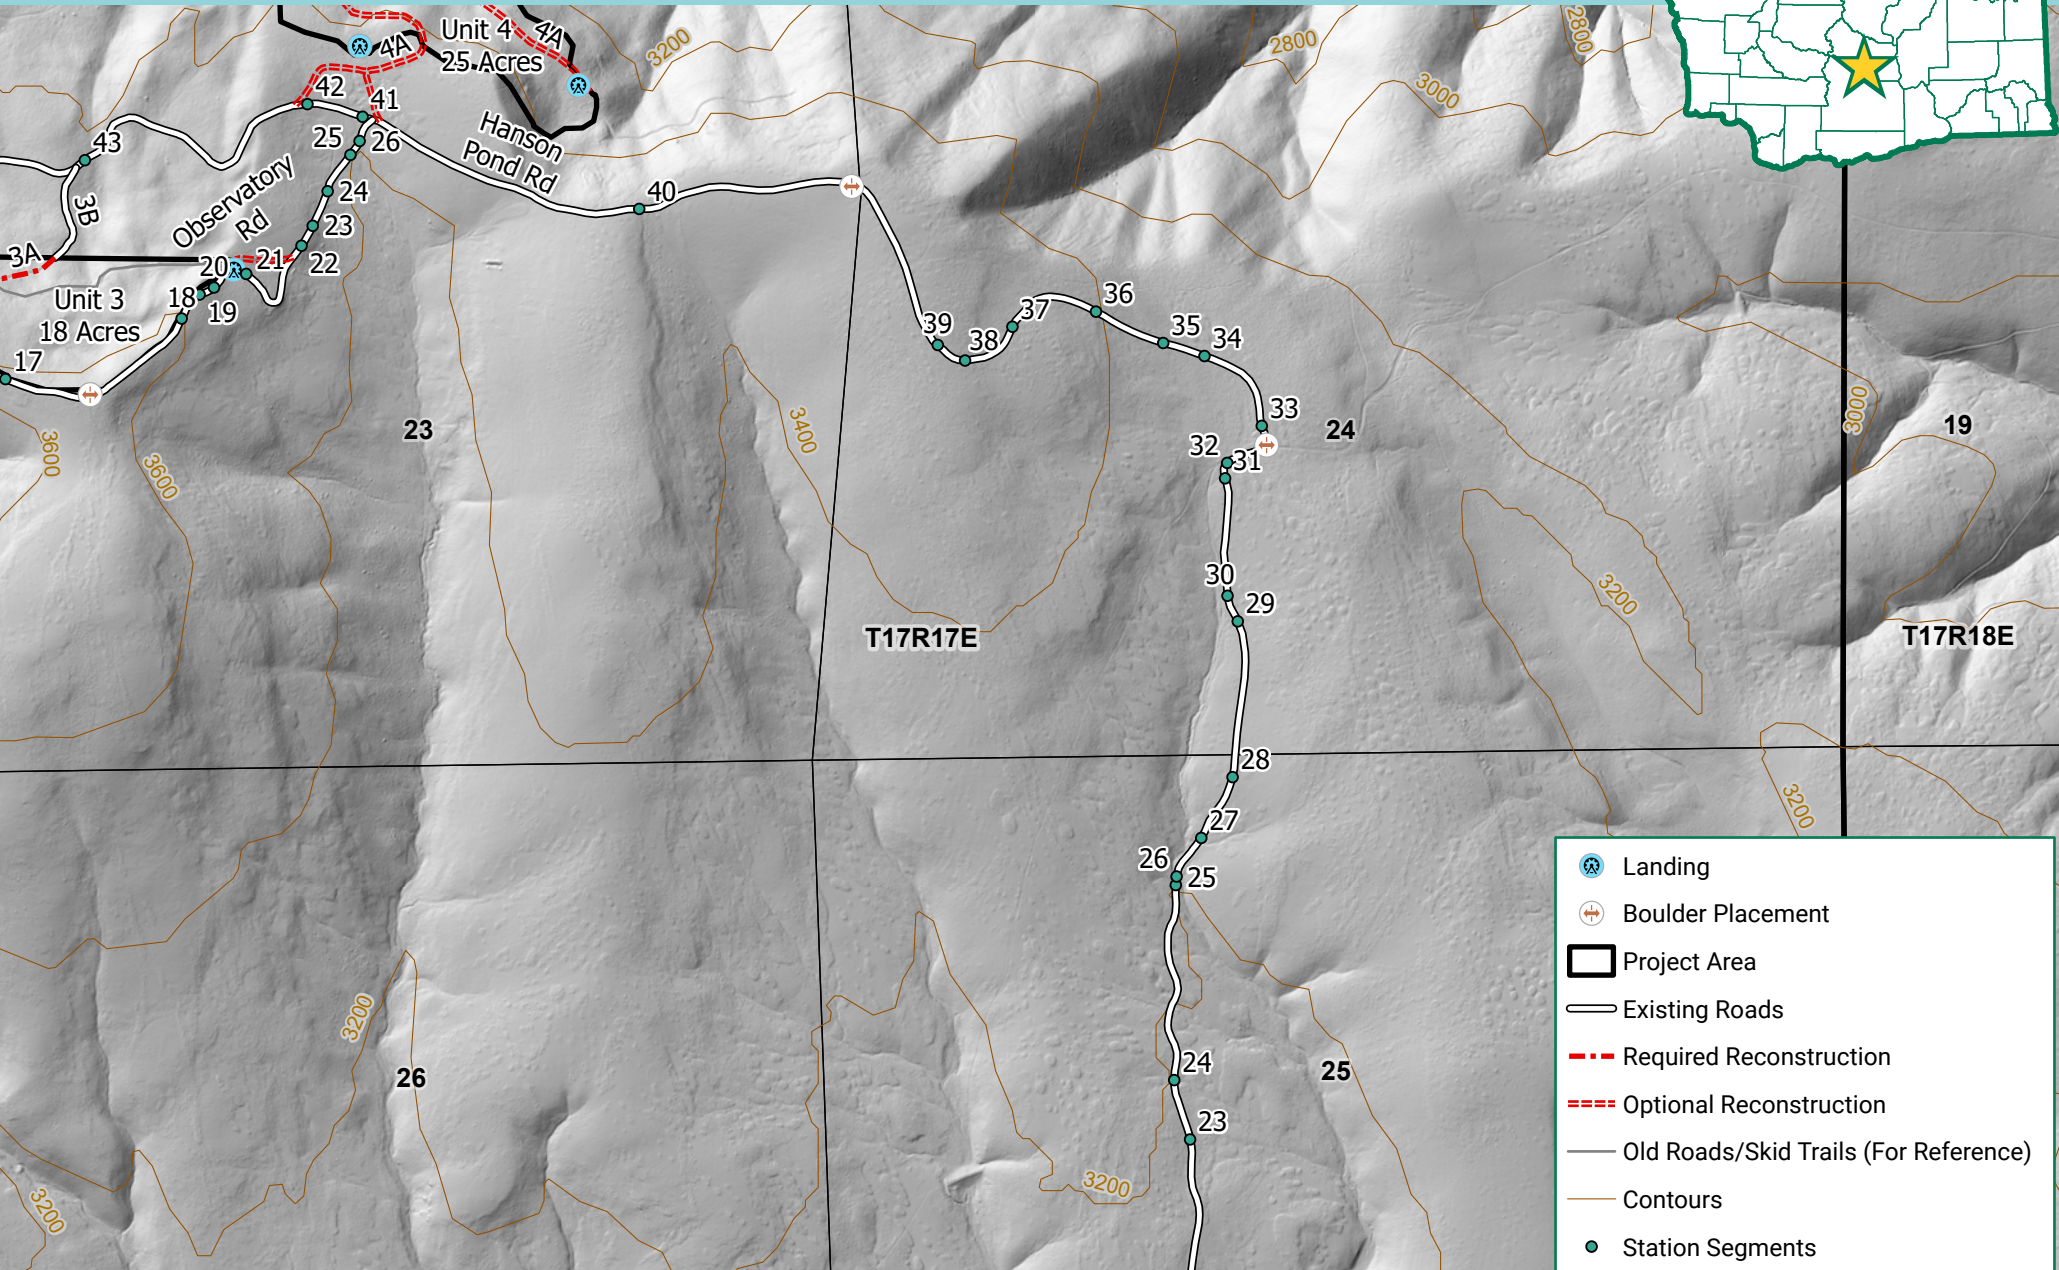 Unit 4
25 Acres
4A
4A
3200
2800
2800
3000
42
41
43
25
26
Hanson
Pond Rd
24
40
3B
Observatory
Rd
23
3A
20
21
22
Unit 3
18 Acres
18
19
17
36
37
39
38
35
34
33
32
31
23
24
19
3600
3600
3400
3000
30
29
3200
T17R17E
T17R18E
28
27
26
25
3200
3200
24
26
25
23
3200
3200
Landing
Boulder Placement
Project Area
Existing Roads
Required Reconstruction
Optional Reconstruction
Old Roads/Skid Trails (For Reference)
Contours
Station Segments